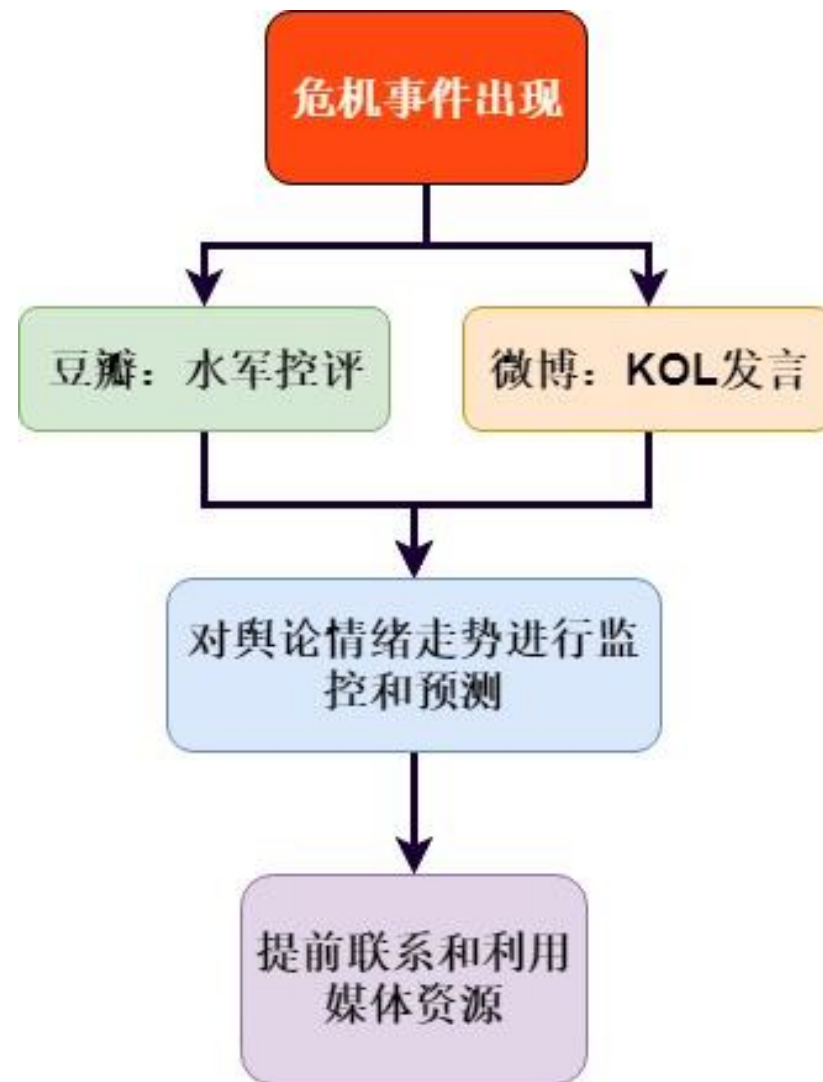 危机事件出现
豆瓣：水军控评
微博：KOL发言
对舆论情绪走势进行监
控和预测
提前联系和利用
媒体资源